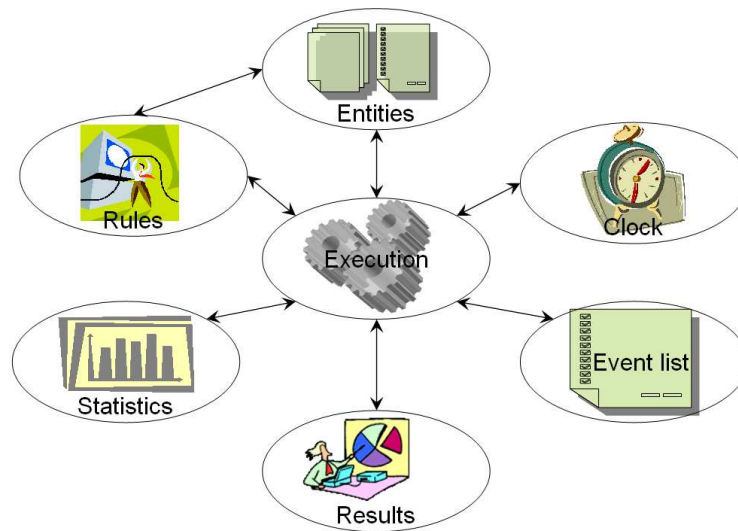 Entities
Rules
Clock
Execution
Statistics
Event list
Results